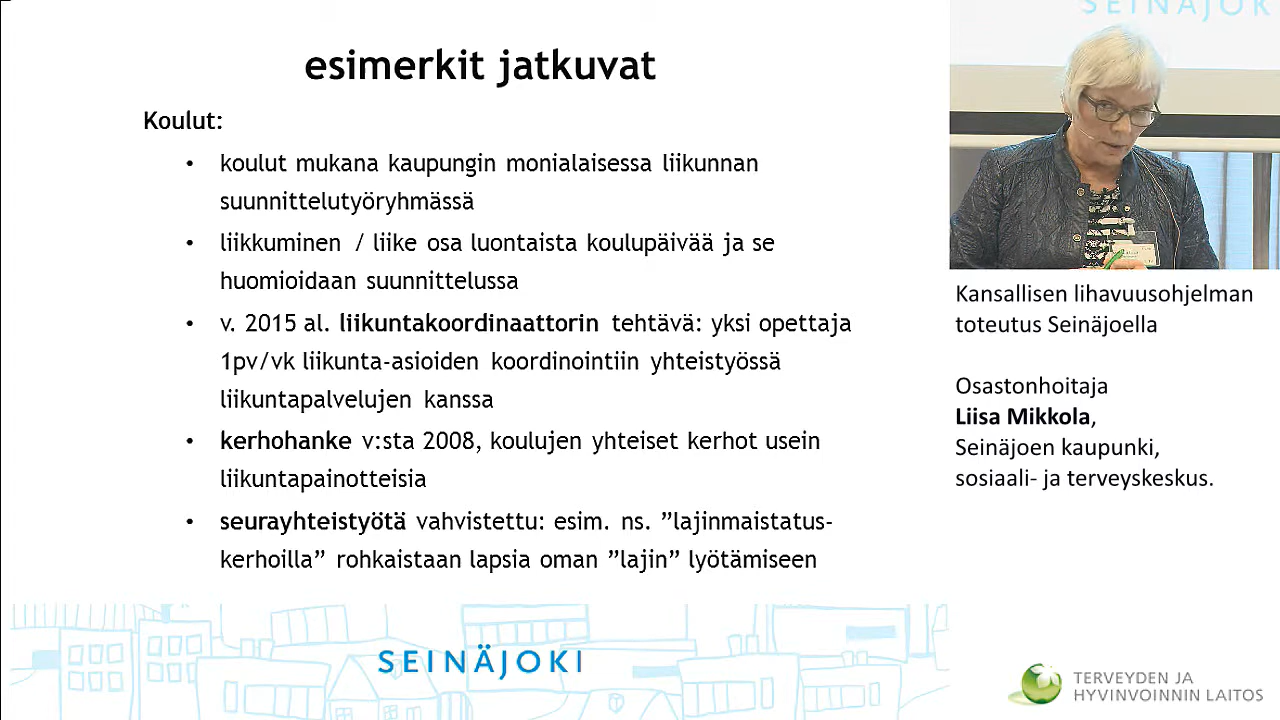 esimerkit jatkuvat
Koulut:
• koulut mukana kaupungin monialaisessa liikunnan
suunnittelutyöryhmässä
• liikkuminen / liike osa luontaista koulupäivää ja se
huomioidaan suunnittelussa
• v. 2015 al. liikuntakoordinaattorin tehtävä: yksi opettaja
1pv/vk liikunta-asioiden koordinointiin yhteistyössä
liikuntapalvelujen kanssa
• kerhohanke v:sta 2008, koulujen yhteiset kerhot usein
liikuntapainotteisia
• seurayhteistyötä vahvistettu: esim. ns. ”lajinmaistatus-
kerhoilla” rohkaistaan lapsia oman ”lajin” lyötämiseen
SEINÄJOKI
SEINÄJOK
Kansallisen lihavuusohjelman
toteutus Seinäjoella
Osastonhoitaja
Liisa Mikkola,
Seinäjoen kaupunki,
sosiaali- ja terveyskeskus.
TERVEYDEN JA
HYVINVOINNIN LAITOS